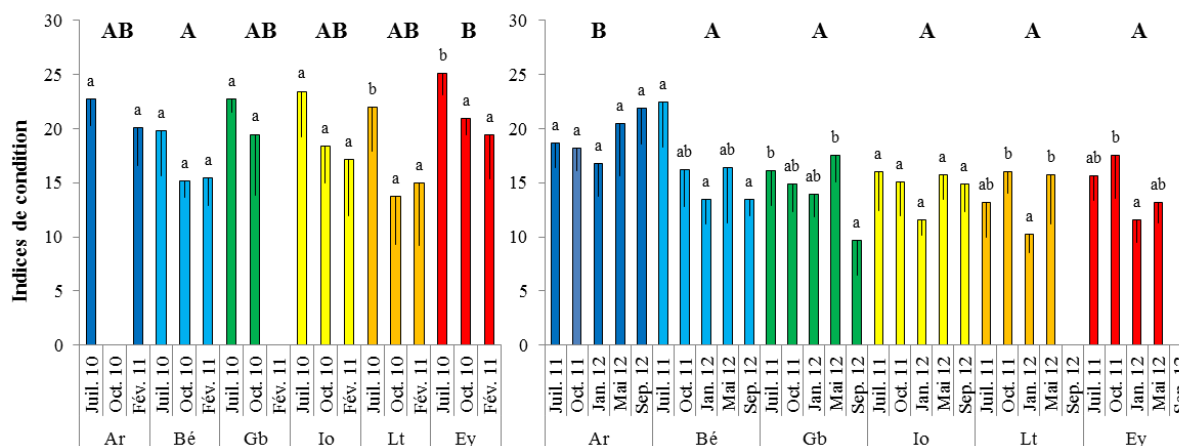 Indices de condition
30
25
20
15
10
5
0
AB A AB AB AB B
a a a a a a a a a a b a a b a a
Juil. 10 Oct. 10 Fév. 11 Juil. 10 Oct. 10 Fév. 11 Juil. 10 Oct. 10 Fév. 11 Juil. 10 Oct. 10 Fév. 11 Juil. 10 Oct. 10 Fév. 11 Juil. 10 Oct. 10 Fév. 11
Ar Bé Gb Io Lt Ey
30
25
20
15
10
5
0
B A A A A A
a a a a a a ab a ab a b ab a b a a a a a a ab b a b ab b a ab
Juil. 11 Oct. 11 Jan. 12 Mai 12 Sep. 12 Juil. 11 Oct. 11 Jan. 12 Mai 12 Sep. 12 Juil. 11 Oct. 11 Jan. 12 Mai 12 Sep. 12 Juil. 11 Oct. 11 Jan. 12 Mai 12 Sep. 12 Juil. 11 Oct. 11 Jan. 12 Mai 12 Sep. 12 Juil. 11 Oct. 11 Jan. 12 Mai 12 Sep. 12
Ar Bé Gb Io Lt Ey